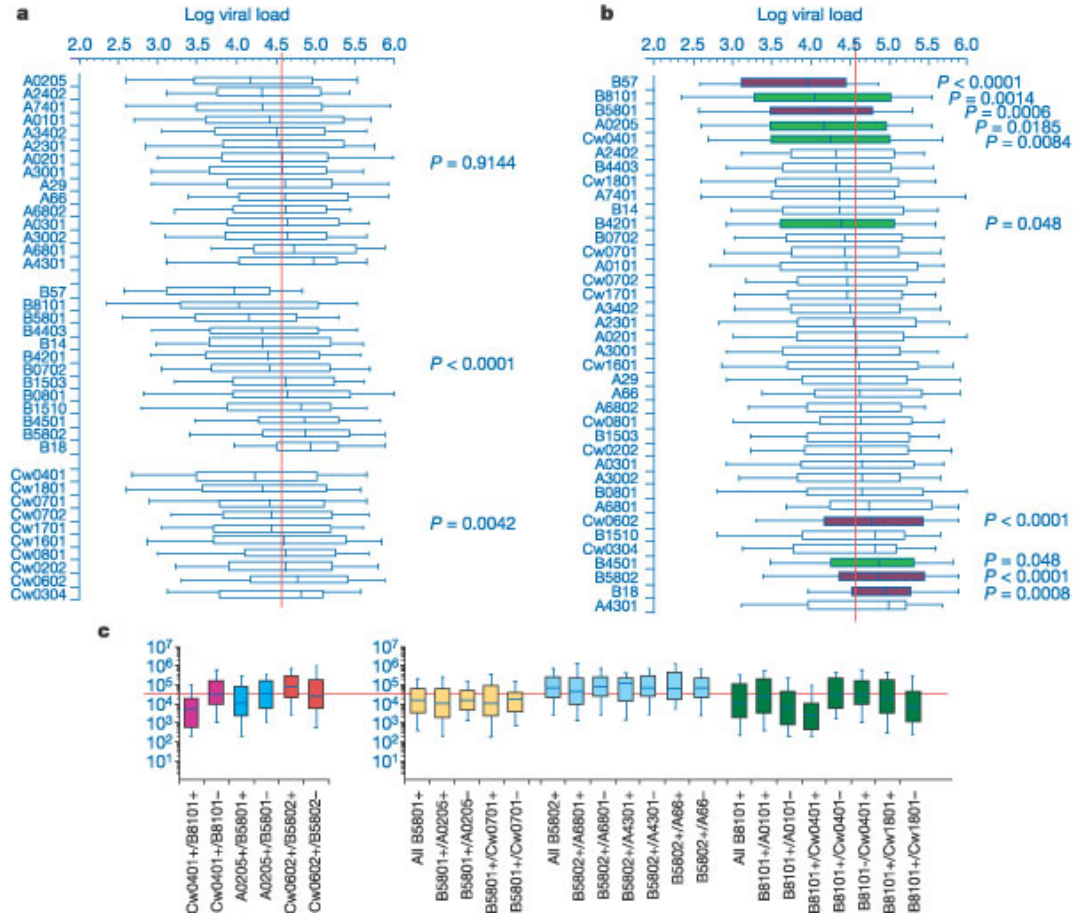 a
Log viral load
2.0 2.5 3.0 3.5 4.0 4.5 5.0 5.5 6.0
A0205
A2402
A7401
A0101
A3402
A2301
A0201
A3001
A29
A66
A6802
A0301
A3002
A6801
A4301
P = 0.9144
B57
B8101
B5801
B4403
B14
B4201
B0702
B1503
B0801
B1510
B4501
B5802
B18
P < 0.0001
Cw0401
Cw1801
Cw0701
Cw0702
Cw1701
Cw1601
Cw0801
Cw0202
Cw0602
Cw0304
P = 0.0042
b
Log viral load
2.0 2.5 3.0 3.5 4.0 4.5 5.0 5.5 6.0
B57 P < 0.0001
B8101 P = 0.0014
B5801 P = 0.0006
A0205 P = 0.0185
Cw0401 P = 0.0084
A2402
B4403
Cw1801
A7401
B14
B4201 P = 0.048
B0702
Cw0701
A0101
Cw0702
Cw1701
A3402
A2301
A0201
A3001
Cw1601
A29
A66
A6802
Cw0801
B1503
Cw0202
A0301
A3002
B0801
A6801
Cw0602 P < 0.0001
B1510
Cw0304
B4501 P = 0.048
B5802 P < 0.0001
B18 P = 0.0008
A4301
c
10⁷
10⁶
10⁵
10⁴
10³
10²
10¹
Cw0401+/B8101+
Cw0401+/B8101−
A0205+/B5801+
A0205+/B5801−
Cw0602+/B5802+
Cw0602+/B5802−
10⁷
10⁶
10⁵
10⁴
10³
10²
10¹
All B5801+
B5801+/A0205+
B5801+/A0205−
B5801+/Cw0701+
B5801+/Cw0701−
All B5802+
B5802+/A6801+
B5802+/A6801−
B5802+/A4301+
B5802+/A4301−
B5802+/A66+
B5802+/A66−
All B8101+
B8101+/A0101+
B8101+/A0101−
B8101+/Cw0401+
B8101+/Cw0401−
B8101−/Cw0401+
B8101+/Cw1801+
B8101+/Cw1801−